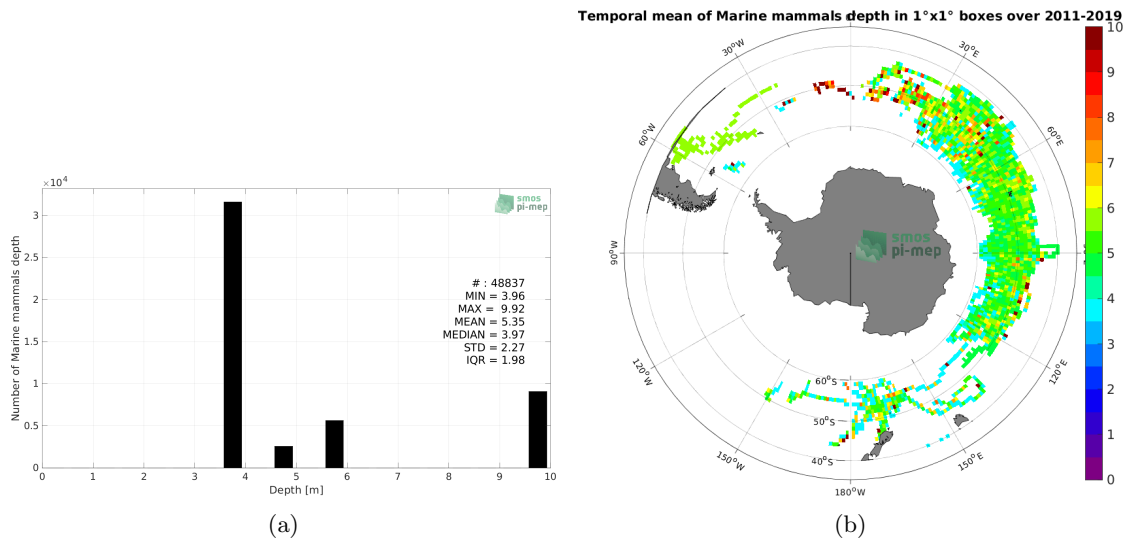 Temporal mean of Marine mammals depth in 1°x1° boxes over 2011-2019
×10⁴
Number of Marine mammals depth
3
2.5
2
1.5
1
0.5
0
smos
pi-mep
# : 48837
MIN = 3.96
MAX = 9.92
MEAN = 5.35
MEDIAN = 3.97
STD = 2.27
IQR = 1.98
0 1 2 3 4 5 6 7 8 9 10
Depth [m]
(a)
30°W
30°E
60°W
60°E
90°W
smos
pi-mep
120°W
120°E
150°W
150°E
180°W
60°S
50°S
40°S
10
9
8
7
6
5
4
3
2
1
0
(b)